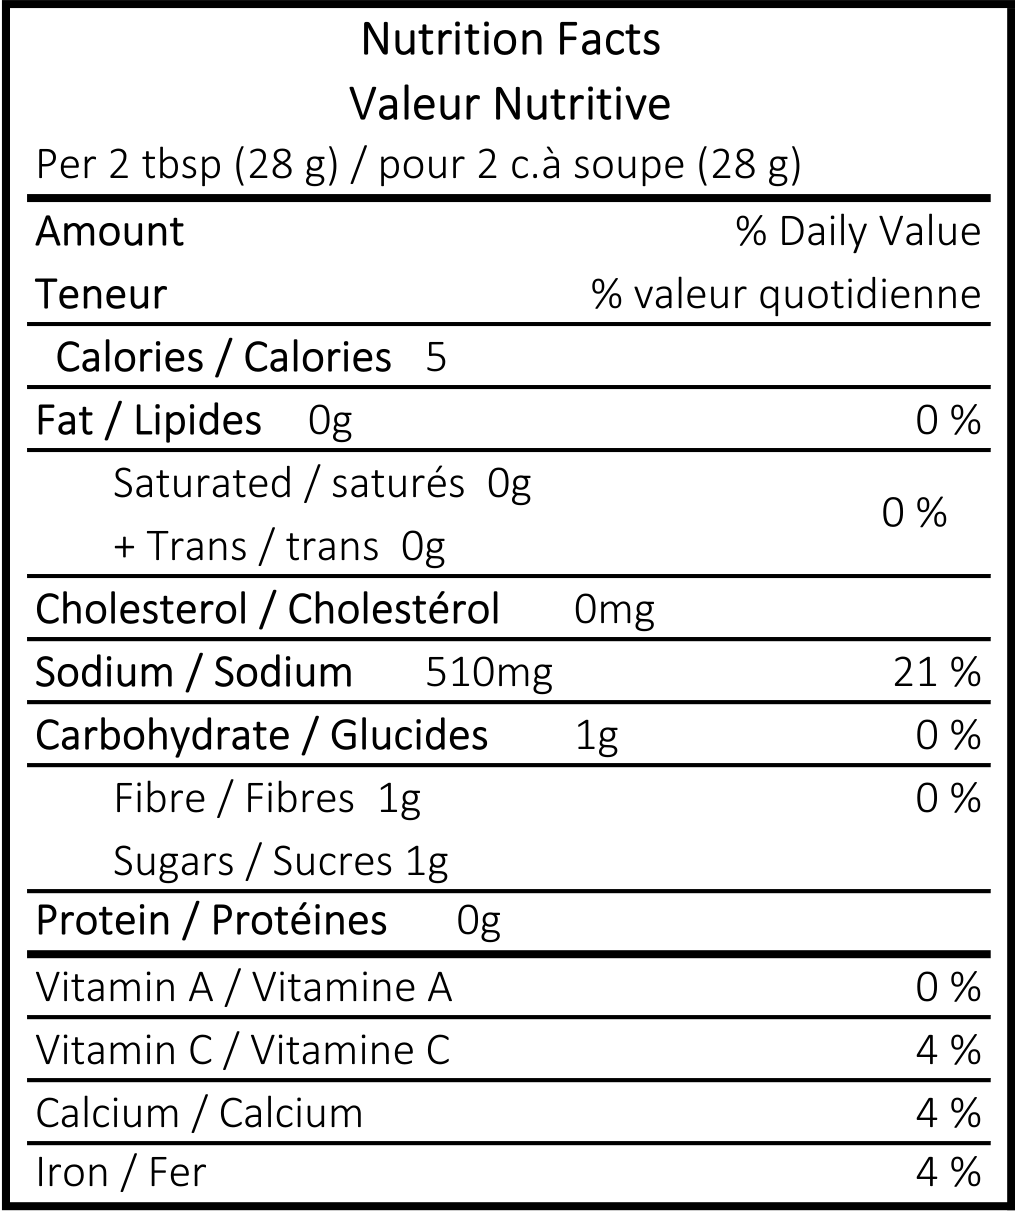 Nutrition Facts
Valeur Nutritive
Per 2 tbsp (28 g) / pour 2 c.à soupe (28 g)
Amount % Daily Value
Teneur % valeur quotidienne
Calories / Calories 5
Fat / Lipides 0g 0 %
Saturated / saturés 0g
0 %
+ Trans / trans 0g
Cholesterol / Cholestérol 0mg
Sodium / Sodium 510mg 21 %
Carbohydrate / Glucides 1g 0 %
Fibre / Fibres 1g 0 %
Sugars / Sucres 1g
Protein / Protéines 0g
Vitamin A / Vitamine A 0 %
Vitamin C / Vitamine C 4 %
Calcium / Calcium 4 %
Iron / Fer 4 %